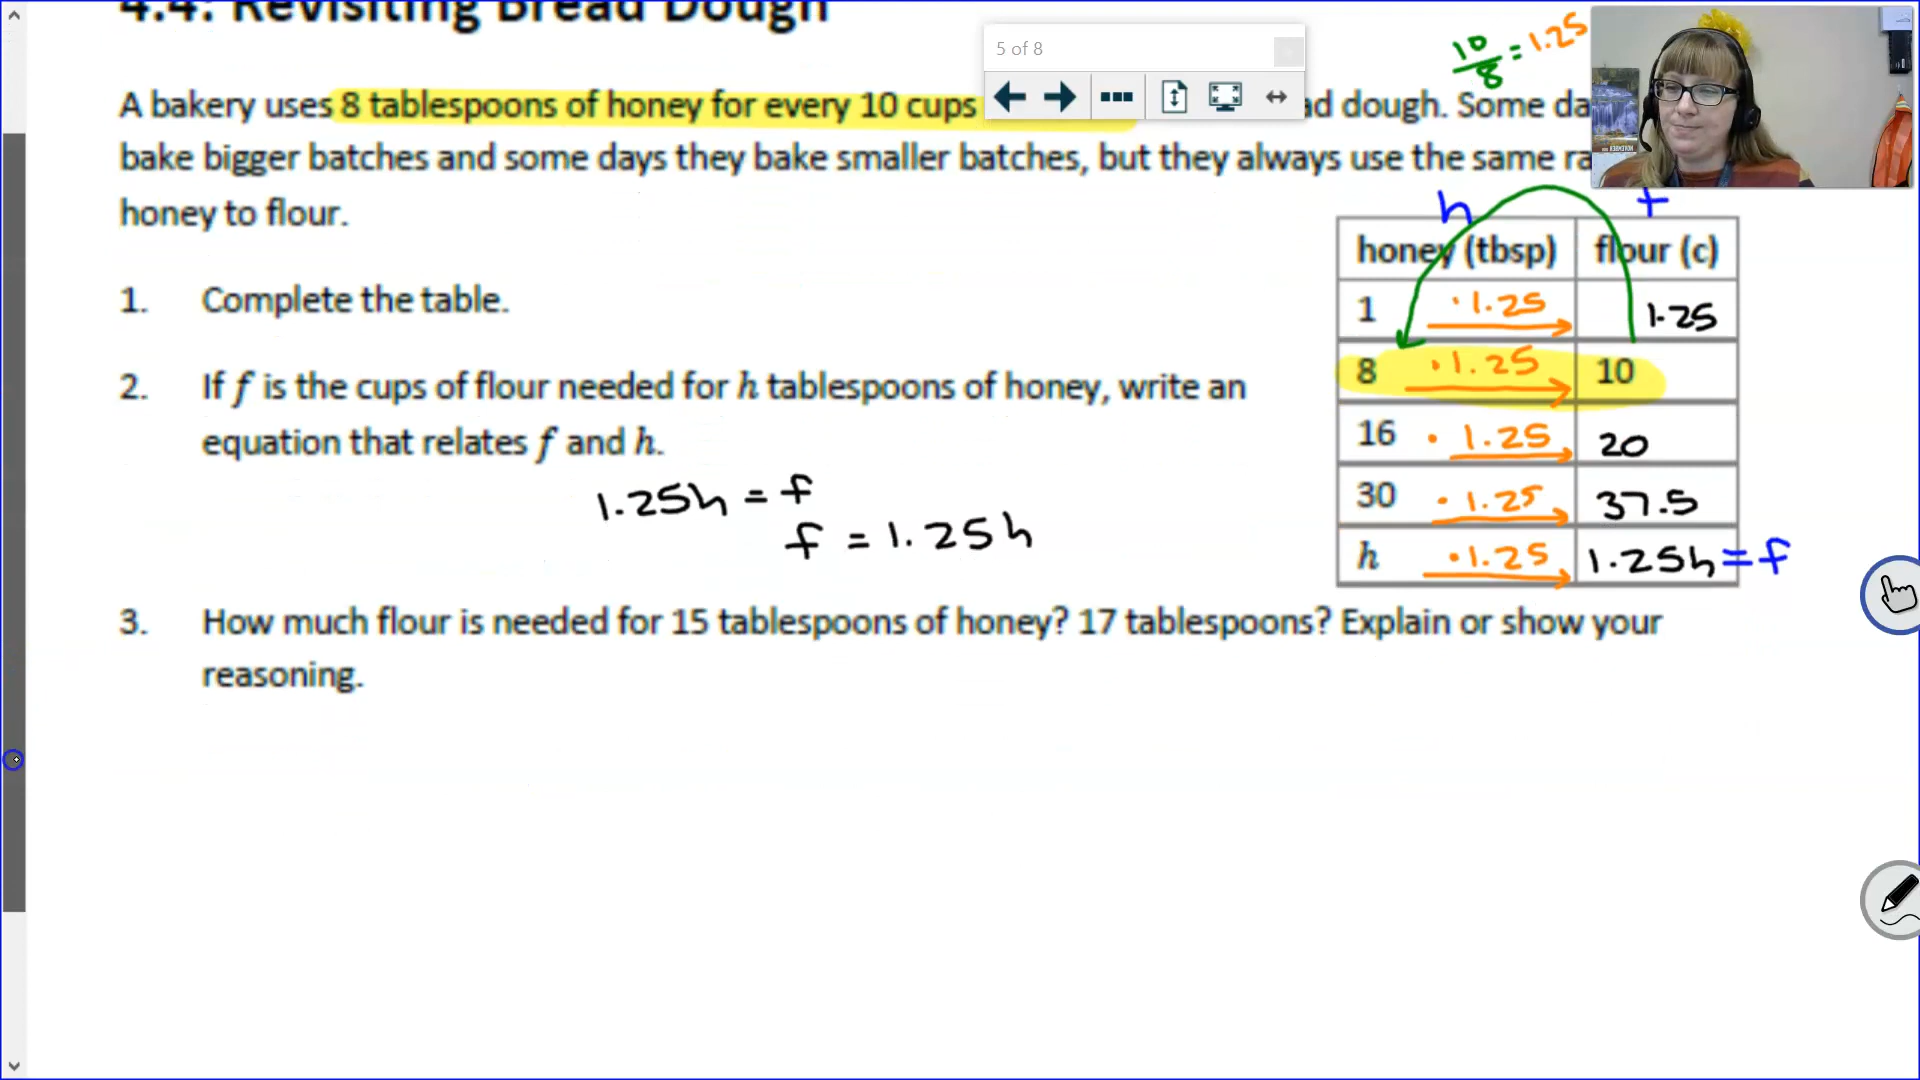 4.4: Revisiting Bread Dough
5 of 8
10/8 = 1.25
A bakery uses 8 tablespoons of honey for every 10 cups ad dough. Some da
bake bigger batches and some days they bake smaller batches, but they always use the same ra
honey to flour.
h f
honey (tbsp) flour (c)
1 · 1.25 1.25
8 · 1.25 10
16 · 1.25 20
30 · 1.25 37.5
h · 1.25 1.25h = f
1. Complete the table.
2. If f is the cups of flour needed for h tablespoons of honey, write an
equation that relates f and h.
1.25h = f
f = 1.25h
3. How much flour is needed for 15 tablespoons of honey? 17 tablespoons? Explain or show your
reasoning.
NOVEMBER